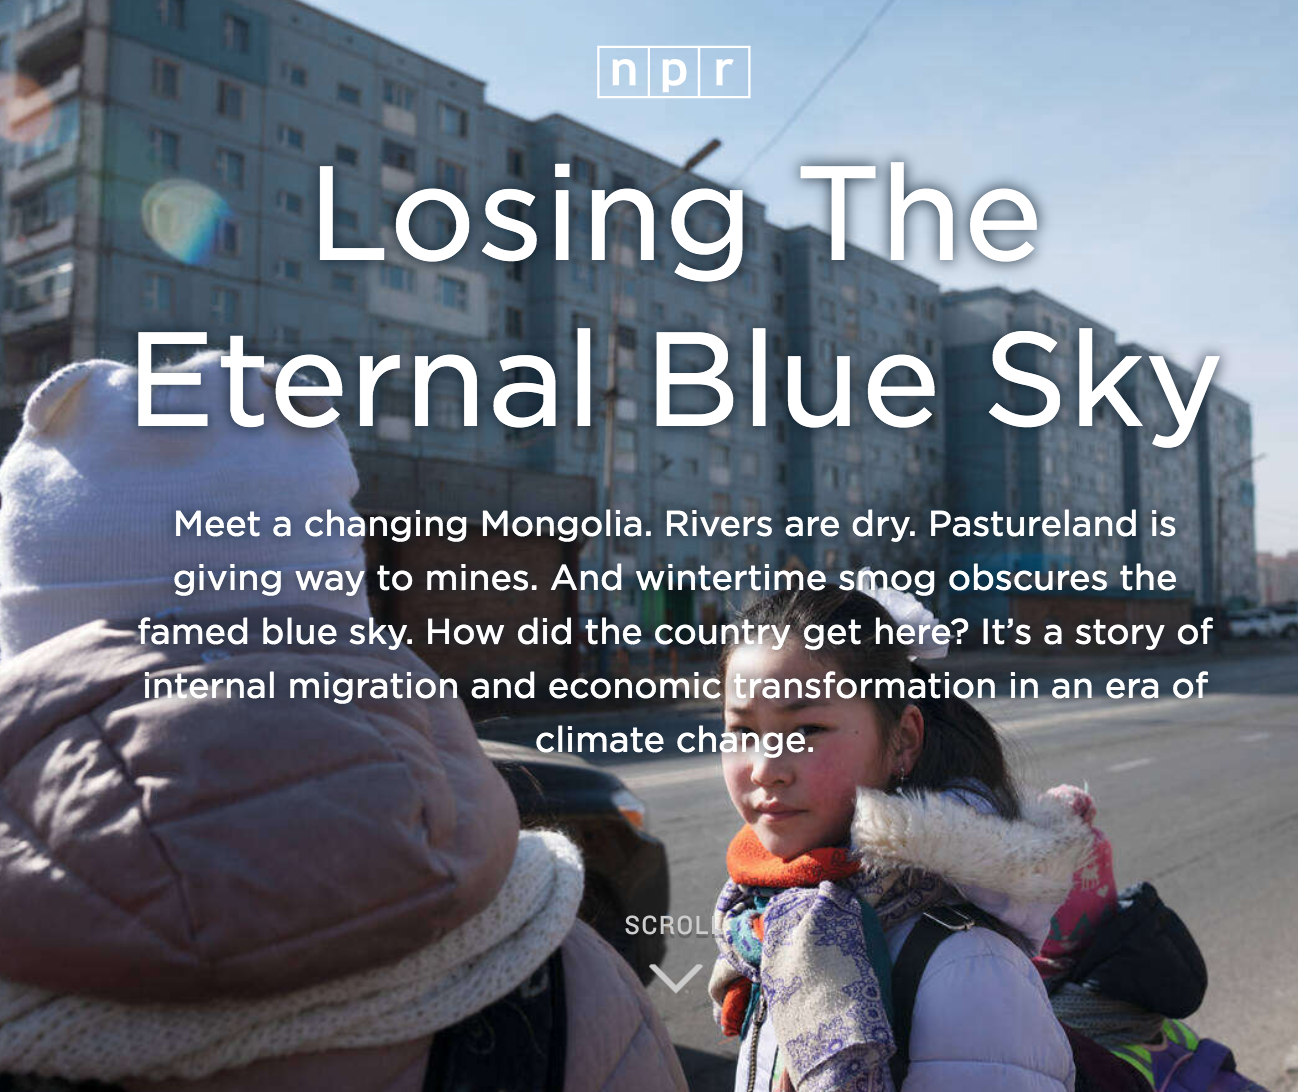 npr
Losing The
Eternal Blue Sky
Meet a changing Mongolia. Rivers are dry. Pastureland is
giving way to mines. And wintertime smog obscures the
famed blue sky. How did the country get here? It’s a story of
internal migration and economic transformation in an era of
climate change.
SCROLL